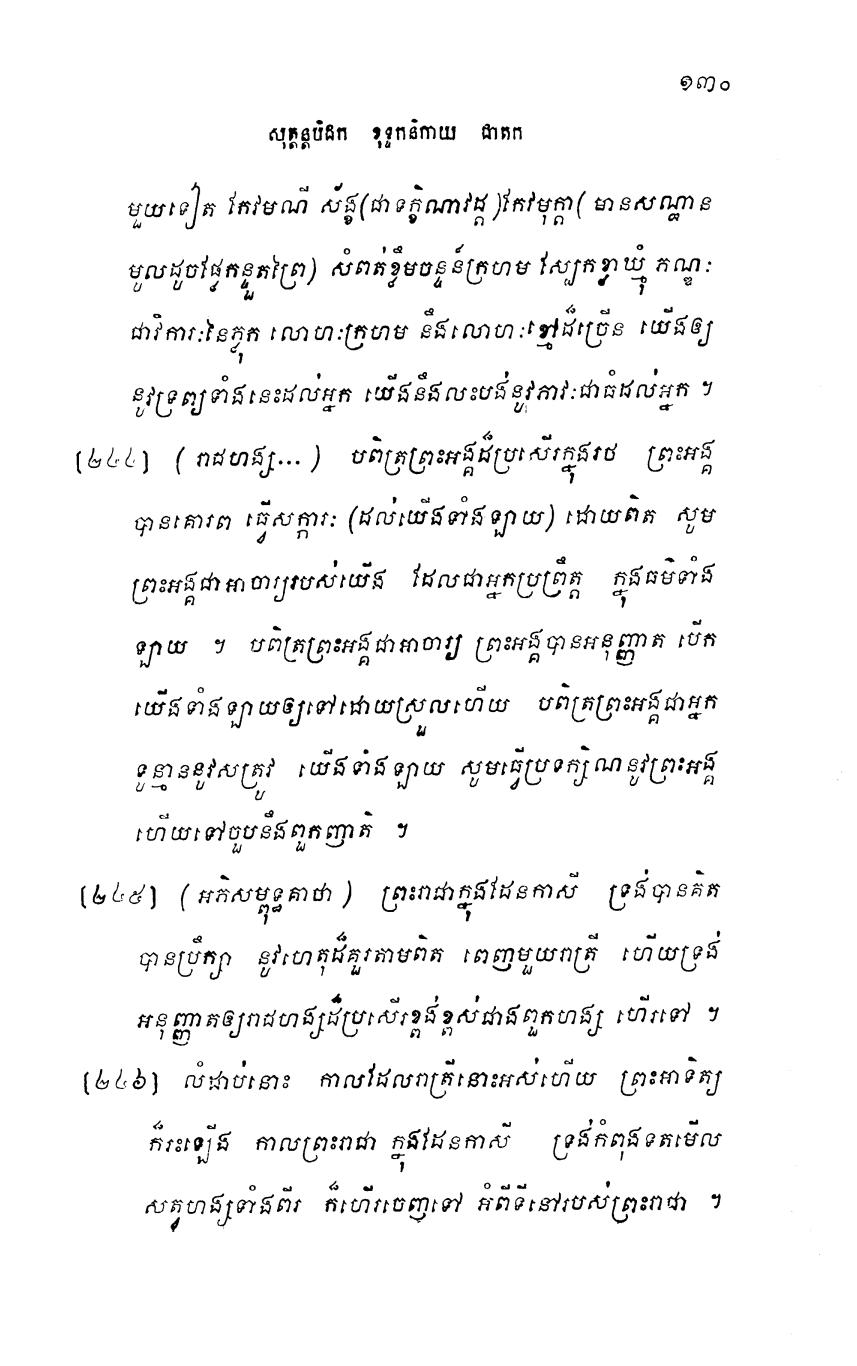 ១៣០
សុត្តន្តបិដក ខុទ្ទកនិកាយ ជាតក
មួយទៀត កែវមណី ស័ង្ខ(ជាទក្ខិណាវដ្ដ)កែវមុក្ដា( មានសណ្ឋាន
មូលដូចផ្លែកន្ទួតព្រៃ) សំពត់ខ្លឹមចន្ទន៍ក្រហម ស្បែកខ្លាឃ្មុំ ភណ្ឌៈ
ជាវិការៈនៃភ្លុក លោហៈក្រហម នឹងលោហៈខ្មៅដ៏ច្រើន យើងឲ្យ
នូវទ្រព្យទាំងនេះដល់អ្នក យើងនឹងលះបង់នូវភាវៈជាធំដល់អ្នក ។
[២៤៤] (រាជហង្ស...) បពិត្រព្រះអង្គដ៏ប្រសើរក្នុងរថ ព្រះអង្គ
បានគោរព ធ្វើសក្ការៈ (ដល់យើងទាំងឡាយ) ដោយពិត សូម
ព្រះអង្គជាអាចារ្យរបស់យើង ដែលជាអ្នកប្រព្រឹត្ត ក្នុងធម៌ទាំង
ឡាយ ។ បពិត្រព្រះអង្គជាអាចារ្យ ព្រះអង្គបានអនុញ្ញាត បើក
យើងទាំងឡាយឲ្យទៅដោយស្រួលហើយ បពិត្រព្រះអង្គជាអ្នក
ទូន្មាននូវសត្រូវ យើងទាំងឡាយ សូមធ្វើប្រទក្សិណនូវព្រះអង្គ
ហើយទៅចួបនឹងពួកញាតិ ។
[២៤៥] (អភិសម្ពុទ្ធគាថា) ព្រះរាជាក្នុងដែនកាសី ទ្រង់បានគិត
បានប្រឹក្សា នូវហេតុដ៏គួរតាមពិត ពេញមួយរាត្រី ហើយទ្រង់
អនុញ្ញាតឲ្យរាជហង្សដ៏ប្រសើរខ្ពង់ខ្ពស់ជាងពួកហង្ស ហើរទៅ ។
[២៤៦] លំដាប់នោះ កាលដែលរាត្រីនោះអស់ហើយ ព្រះអាទិត្យ
ក៏រះឡើង កាលព្រះរាជា ក្នុងដែនកាសី ទ្រង់កំពុងទតមើល
សត្វហង្សទាំងពីរ ក៏ហើរចេញទៅ អំពីទីនៅរបស់ព្រះរាជា ។